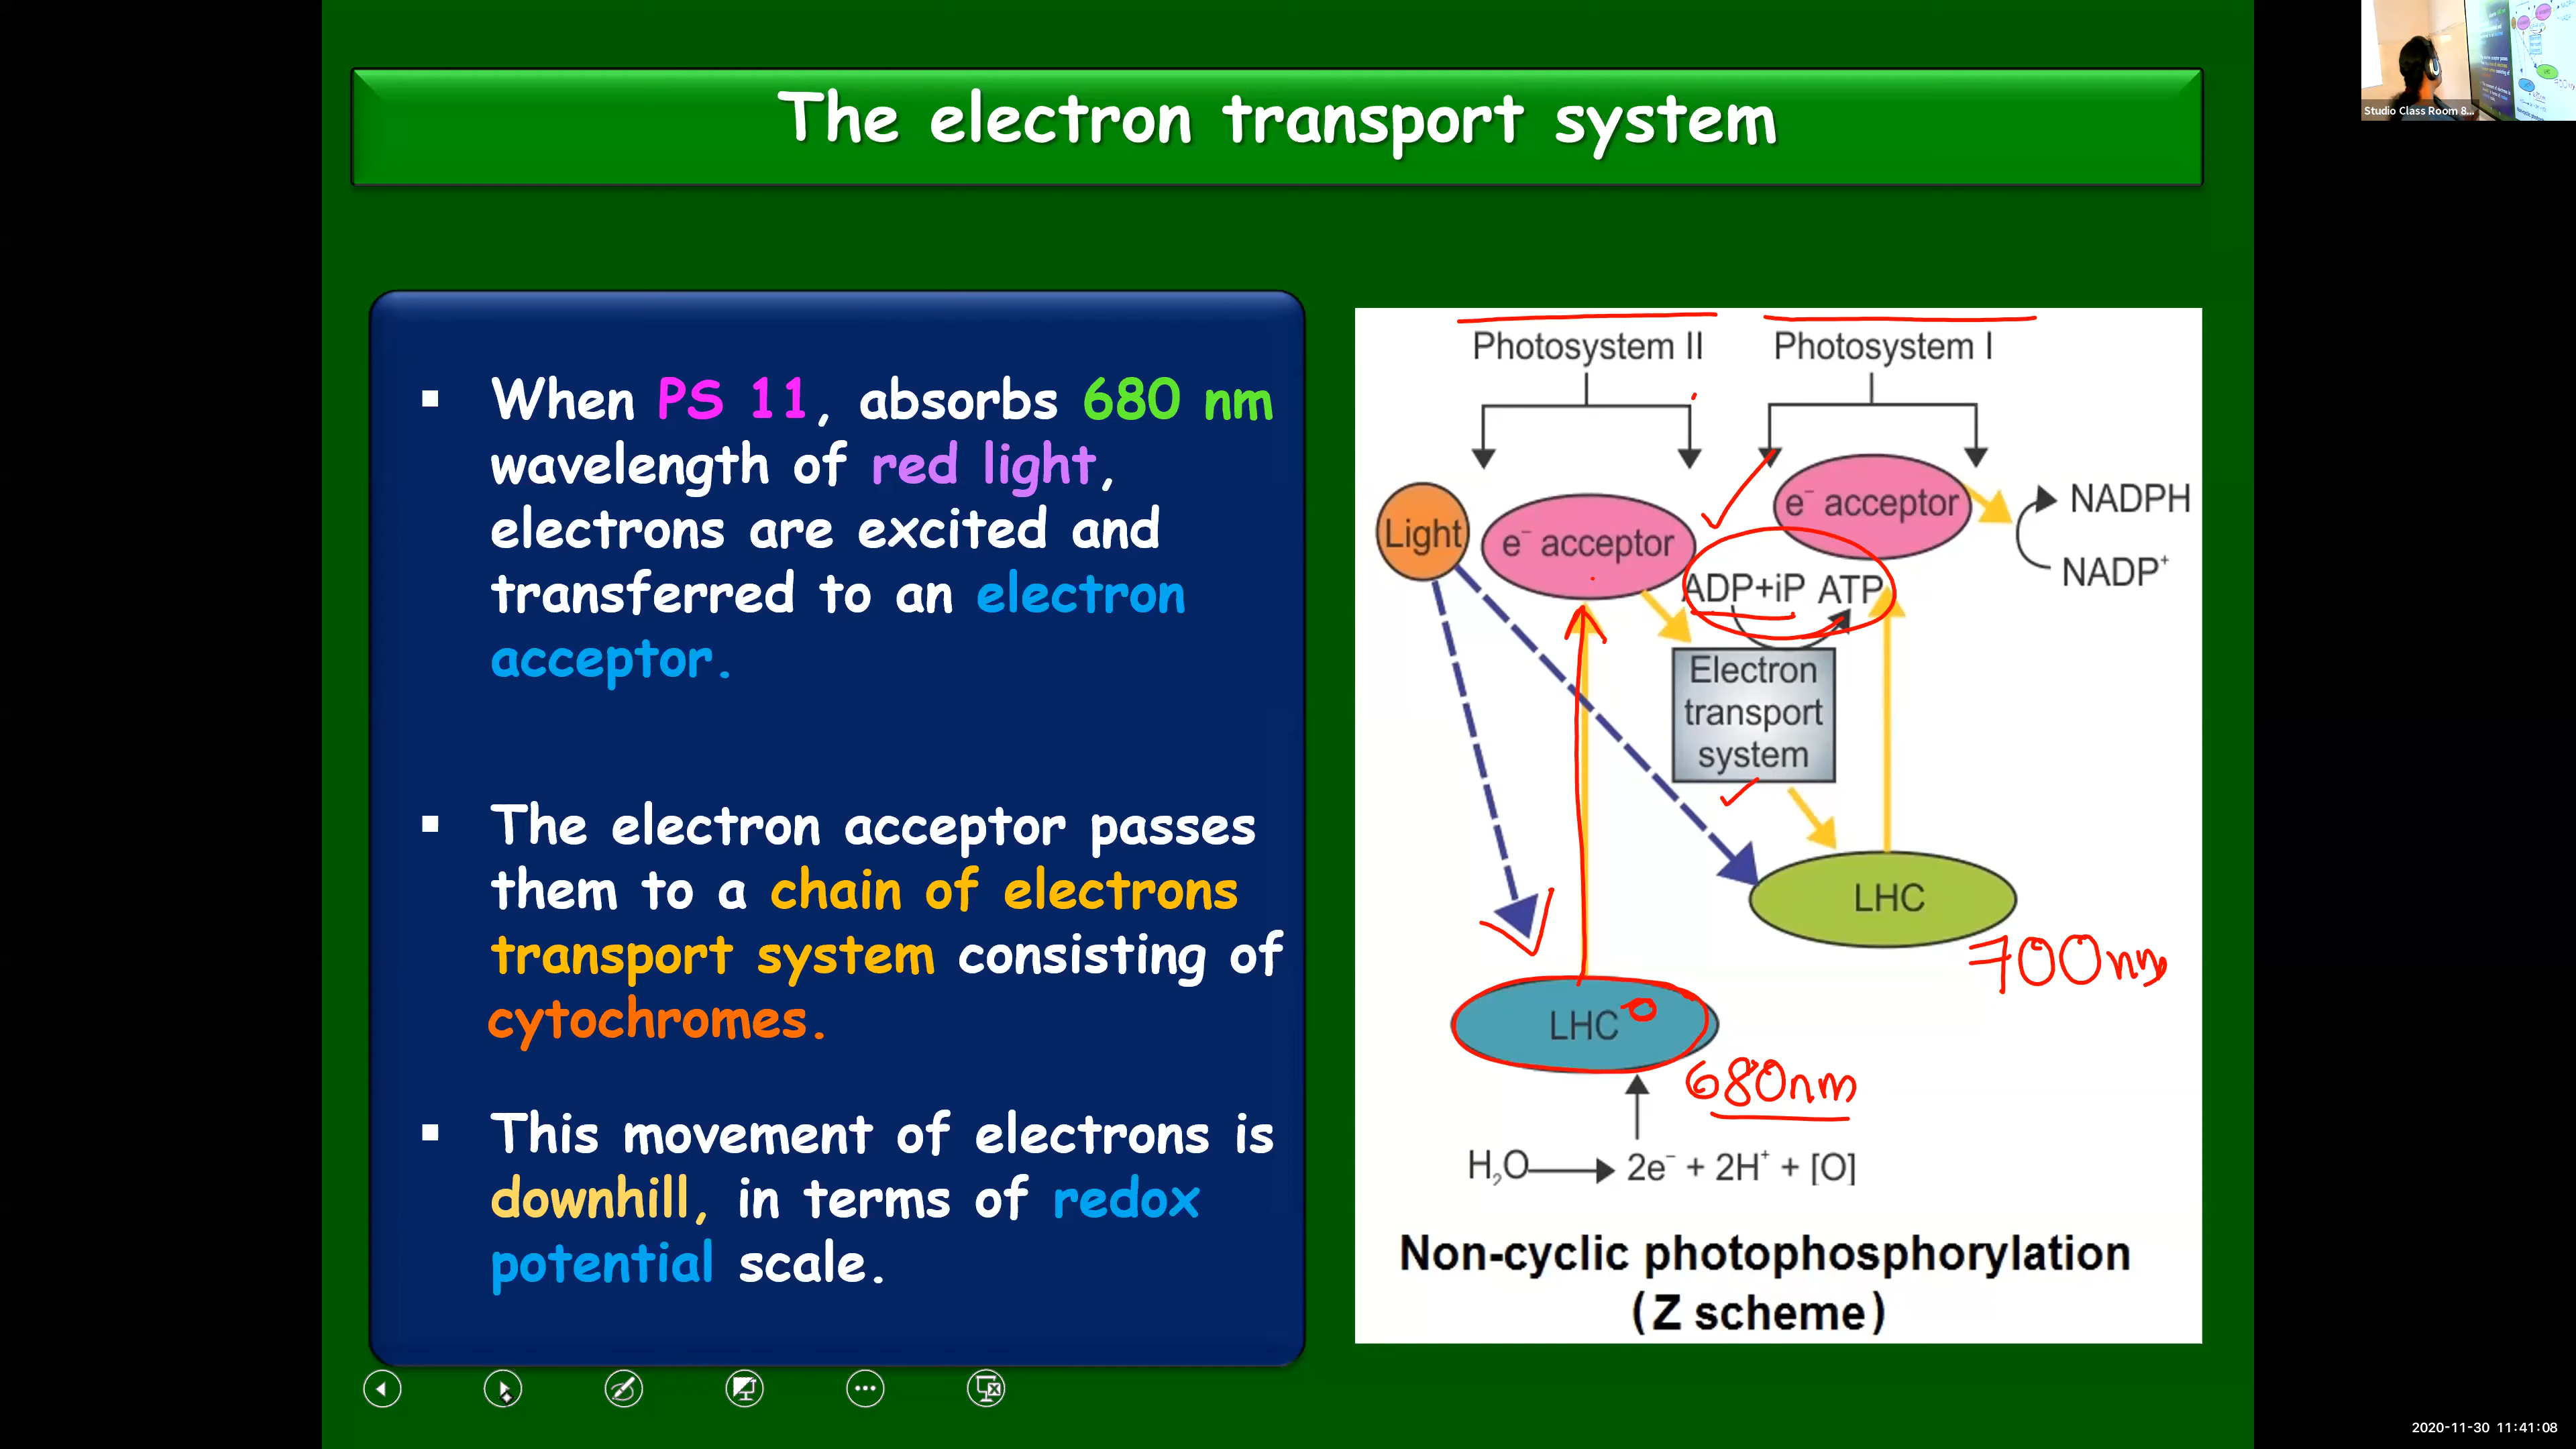 The electron transport system
▪ When PS 11, absorbs 680 nm
wavelength of red light,
electrons are excited and
transferred to an electron
acceptor.
▪ The electron acceptor passes
them to a chain of electrons
transport system consisting of
cytochromes.
▪ This movement of electrons is
downhill, in terms of redox
potential scale.
Photosystem II
Photosystem I
Light
e⁻ acceptor
e⁻ acceptor
NADPH
NADP⁺
ADP+iP ATP
Electron
transport
system
LHC
700nm
LHC
680nm
H₂O → 2e⁻ + 2H⁺ + [O]
Non-cyclic photophosphorylation
(Z scheme)
Studio Class Room 8...
2020-11-30 11:41:08